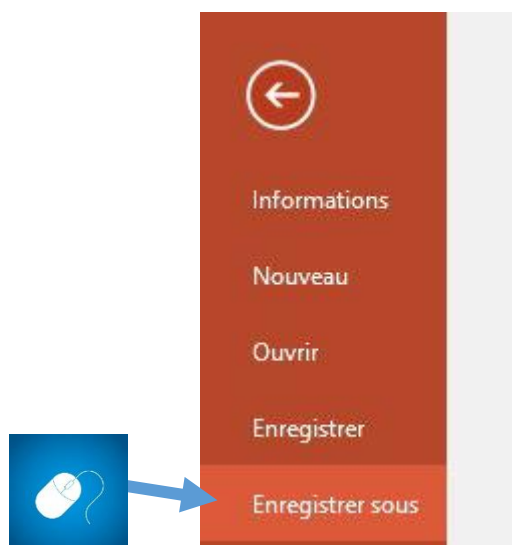 Informations
Nouveau
Ouvrir
Enregistrer
Enregistrer sous